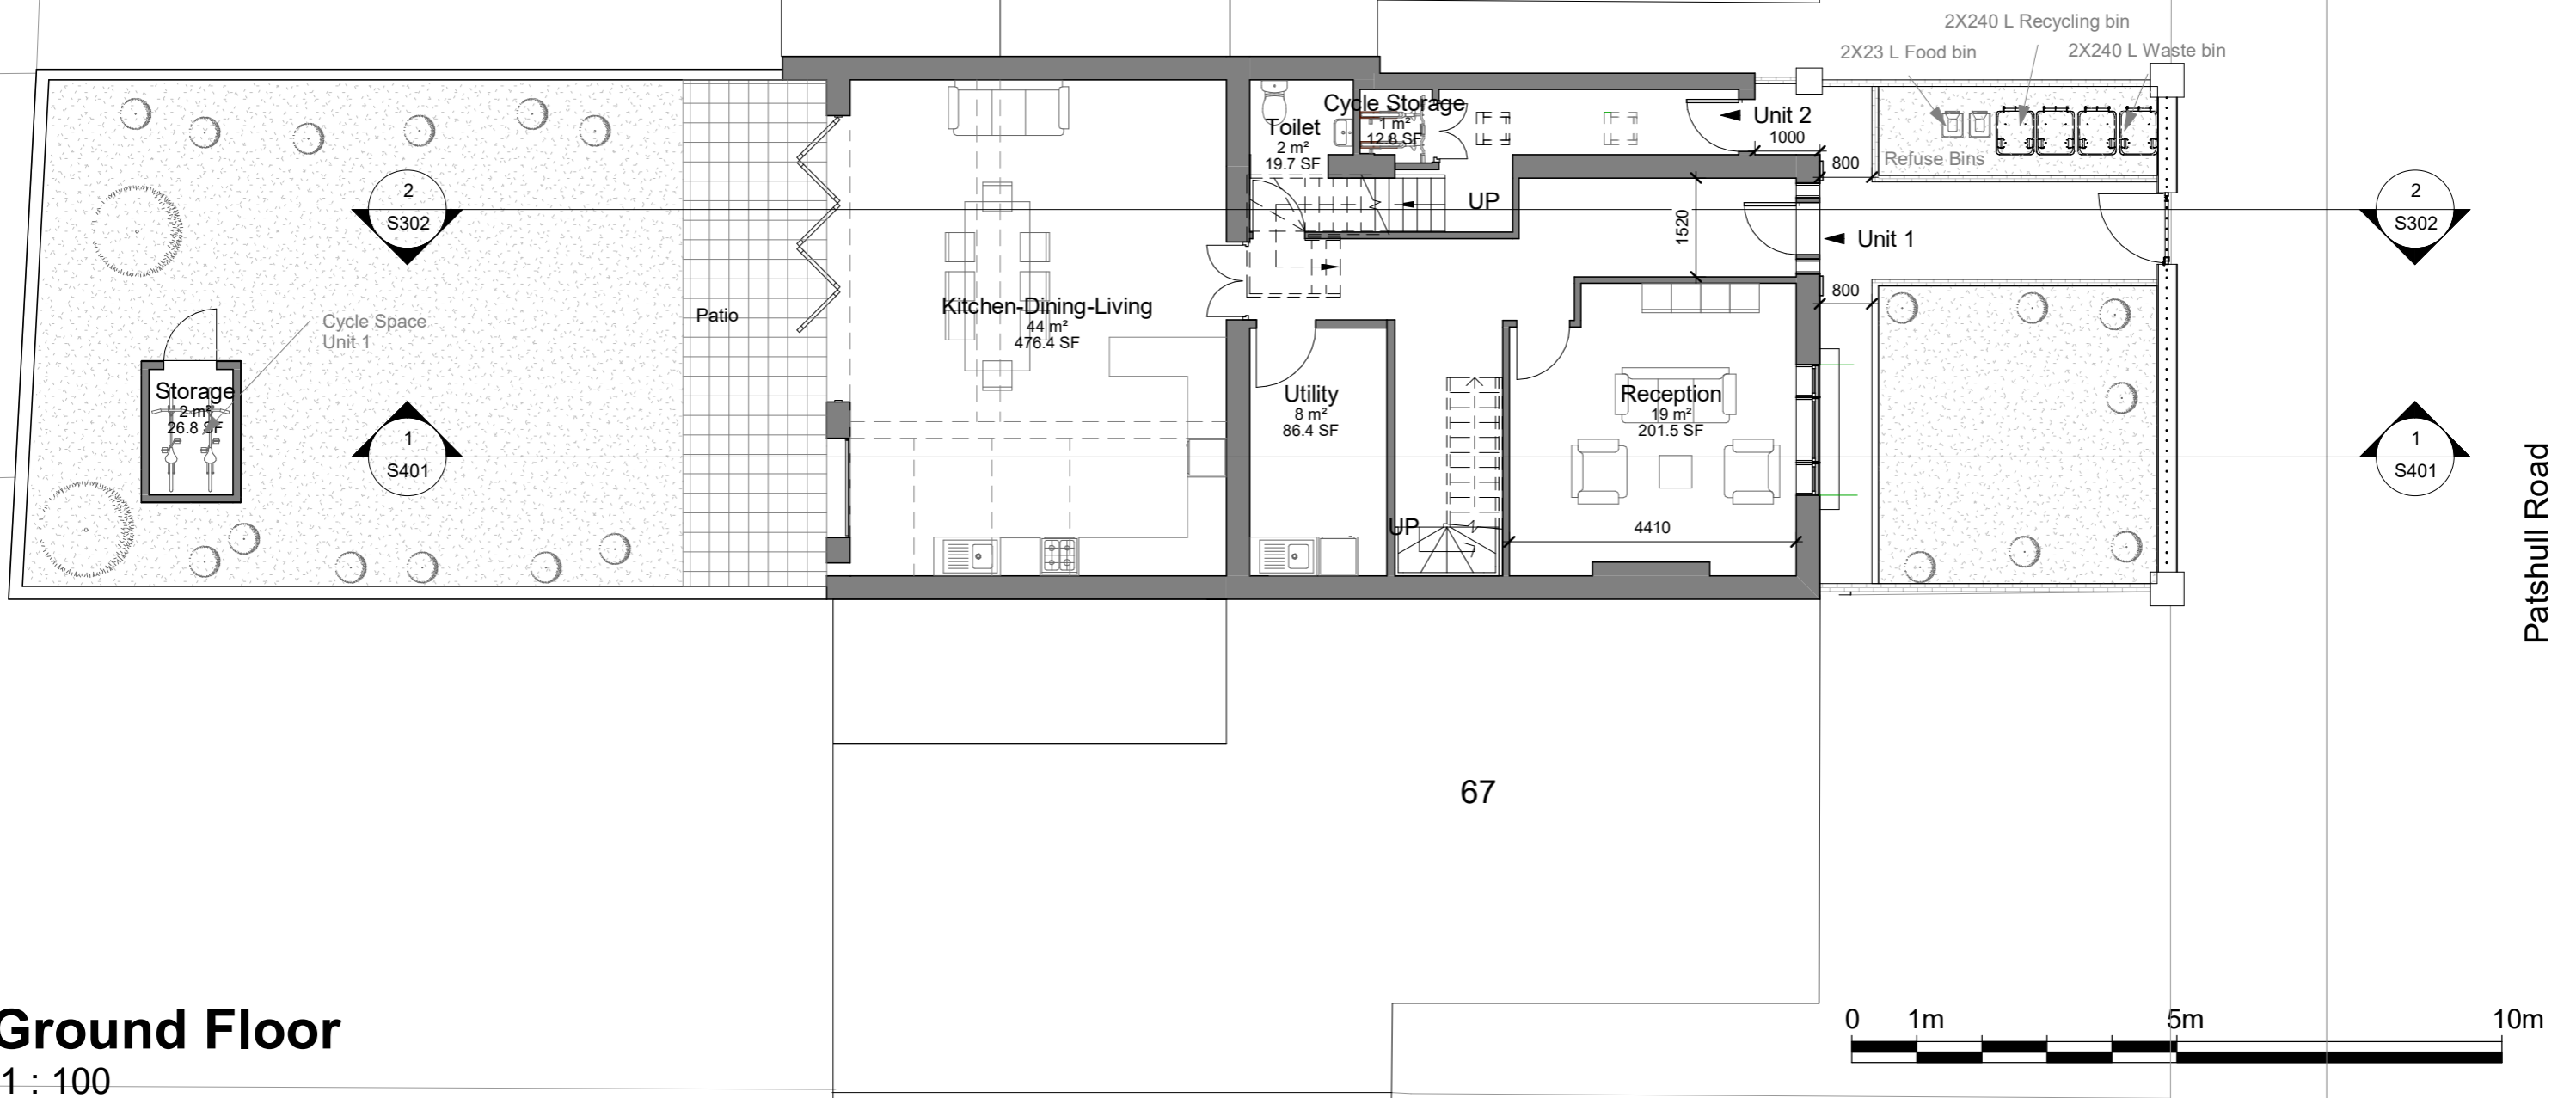 2X240 L Recycling bin
2X23 L Food bin
2X240 L Waste bin
Cycle Storage
1 m²
12.8 SF
Toilet
2 m²
19.7 SF
Unit 2
1000
800
Refuse Bins
2
S302
UP
1520
Unit 1
2
S302
800
Kitchen-Dining-Living
44 m²
476.4 SF
Patio
Cycle Space
Unit 1
Storage
2 m²
26.8 SF
Utility
8 m²
86.4 SF
Reception
19 m²
201.5 SF
1
S401
1
S401
UP
4410
Patshull Road
67
Ground Floor
1 : 100
0 1m 5m 10m